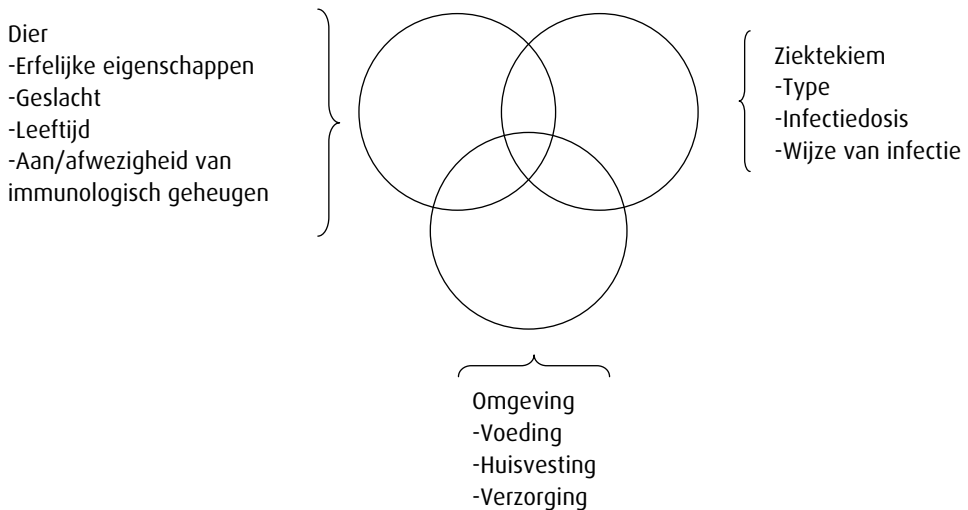 Dier
-Erfelijke eigenschappen
-Geslacht
-Leeftijd
-Aan/afwezigheid van
immunologisch geheugen
Ziektekiem
-Type
-Infectiedosis
-Wijze van infectie
Omgeving
-Voeding
-Huisvesting
-Verzorging